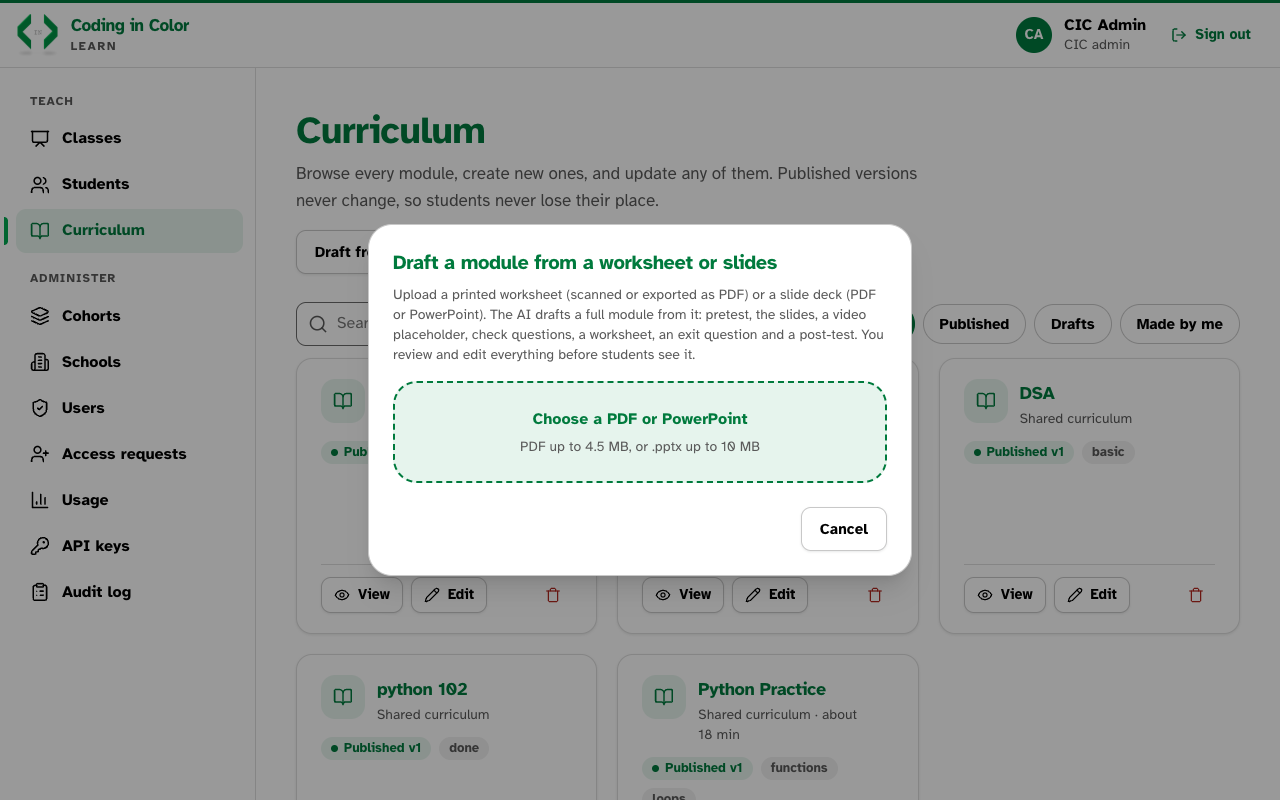 Coding in Color
LEARN
CA
CIC Admin
CIC admin
Sign out
TEACH
Classes
Students
Curriculum
ADMINISTER
Cohorts
Schools
Users
Access requests
Usage
API keys
Audit log
Curriculum
Browse every module, create new ones, and update any of them. Published versions
never change, so students never lose their place.
Draft
Published
Drafts
Made by me
Draft a module from a worksheet or slides
Upload a printed worksheet (scanned or exported as PDF) or a slide deck (PDF
or PowerPoint). The AI drafts a full module from it: pretest, the slides, a video
placeholder, check questions, a worksheet, an exit question and a post-test. You
review and edit everything before students see it.
Choose a PDF or PowerPoint
PDF up to 4.5 MB, or .pptx up to 10 MB
Cancel
DSA
Shared curriculum
Published v1
basic
View
Edit
View
Edit
View
Edit
python 102
Shared curriculum
Published v1
done
Python Practice
Shared curriculum · about
18 min
Published v1
functions
loops